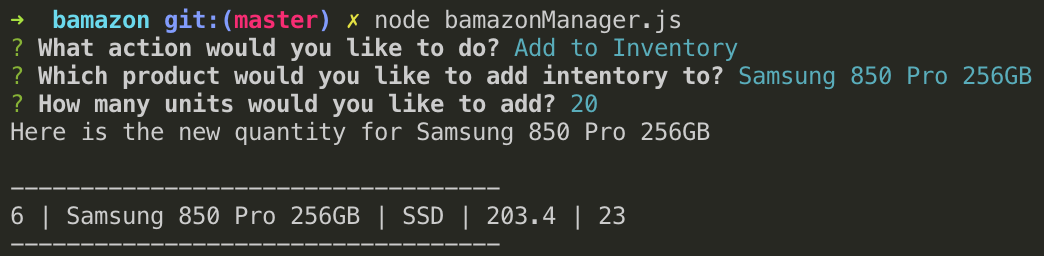 ➜  bamazon git:(master) ✗ node bamazonManager.js
? What action would you like to do? Add to Inventory
? Which product would you like to add intentory to? Samsung 850 Pro 256GB
? How many units would you like to add? 20
Here is the new quantity for Samsung 850 Pro 256GB
-----------------------------------
6 | Samsung 850 Pro 256GB | SSD | 203.4 | 23
-----------------------------------